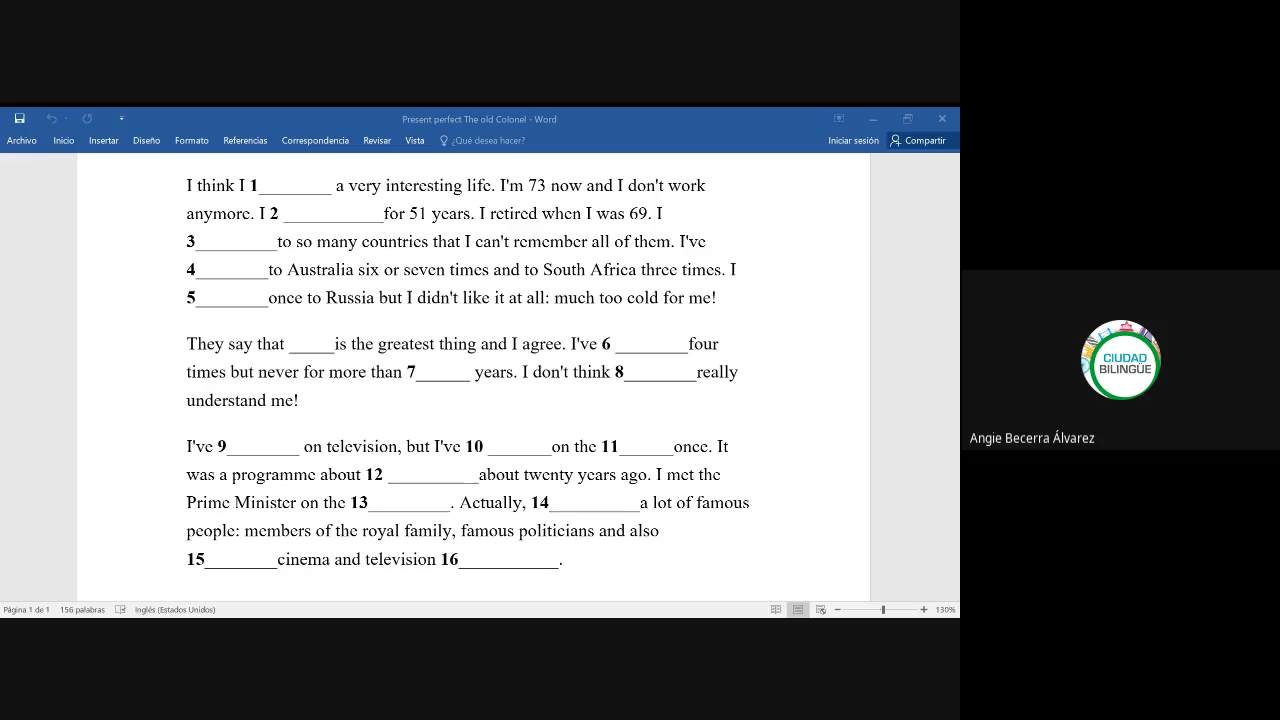 Present perfect The old Colonel - Word
Archivo Inicio Insertar Diseño Formato Referencias Correspondencia Revisar Vista ¿Qué desea hacer? Iniciar sesión Compartir
I think I 1________ a very interesting life. I'm 73 now and I don't work
anymore. I 2 ___________for 51 years. I retired when I was 69. I
3_________to so many countries that I can't remember all of them. I've
4________to Australia six or seven times and to South Africa three times. I
5________once to Russia but I didn't like it at all: much too cold for me!
They say that _____is the greatest thing and I agree. I've 6 ________four
times but never for more than 7______ years. I don't think 8________really
understand me!
I've 9________ on television, but I've 10 _______on the 11______once. It
was a programme about 12 __________about twenty years ago. I met the
Prime Minister on the 13_________. Actually, 14__________a lot of famous
people: members of the royal family, famous politicians and also
15________cinema and television 16___________.
CIUDAD
BILINGÜE
Angie Becerra Álvarez
Página 1 de 1 156 palabras Inglés (Estados Unidos) 130%